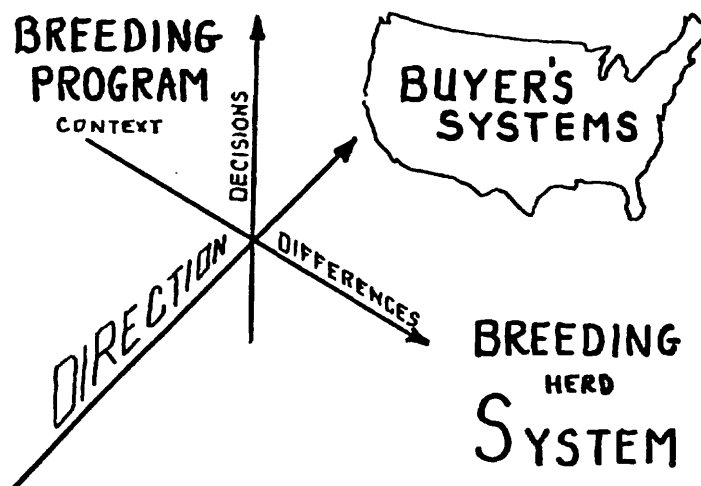 BREEDING
PROGRAM
CONTEXT
DECISIONS
BUYER'S
SYSTEMS
DIRECTION
DIFFERENCES
BREEDING
HERD
SYSTEM